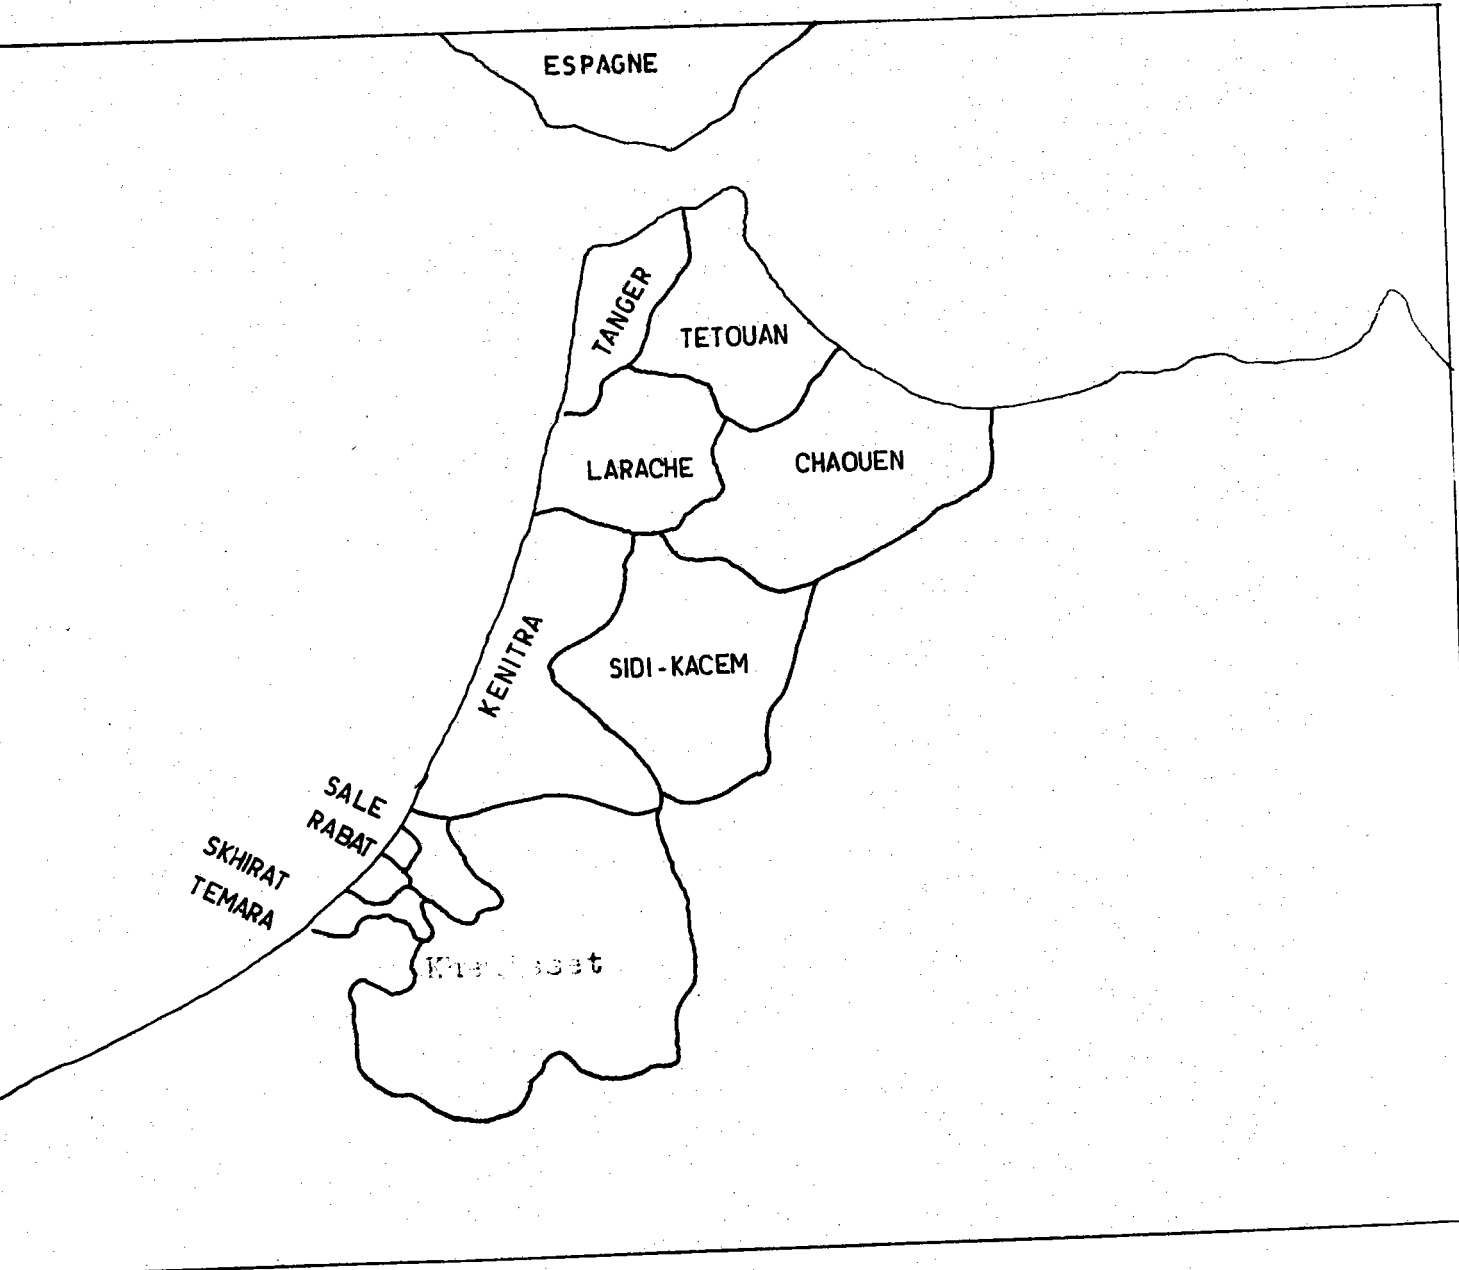 ESPAGNE
TANGER
TETOUAN
LARACHE
CHAOUEN
KENITRA
SIDI-KACEM
SALE
RABAT
SKHIRAT
TEMARA